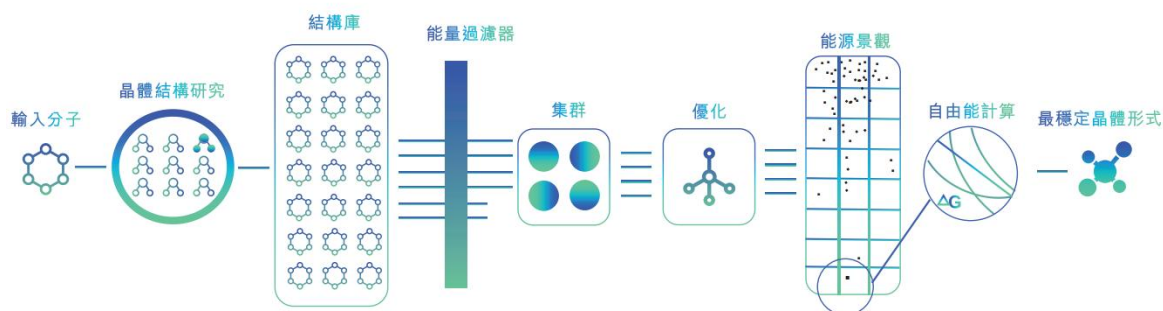 輸入分子
晶體結構研究
結構庫
能量過濾器
集群
優化
能源景觀
自由能計算
ΔG
最穩定晶體形式